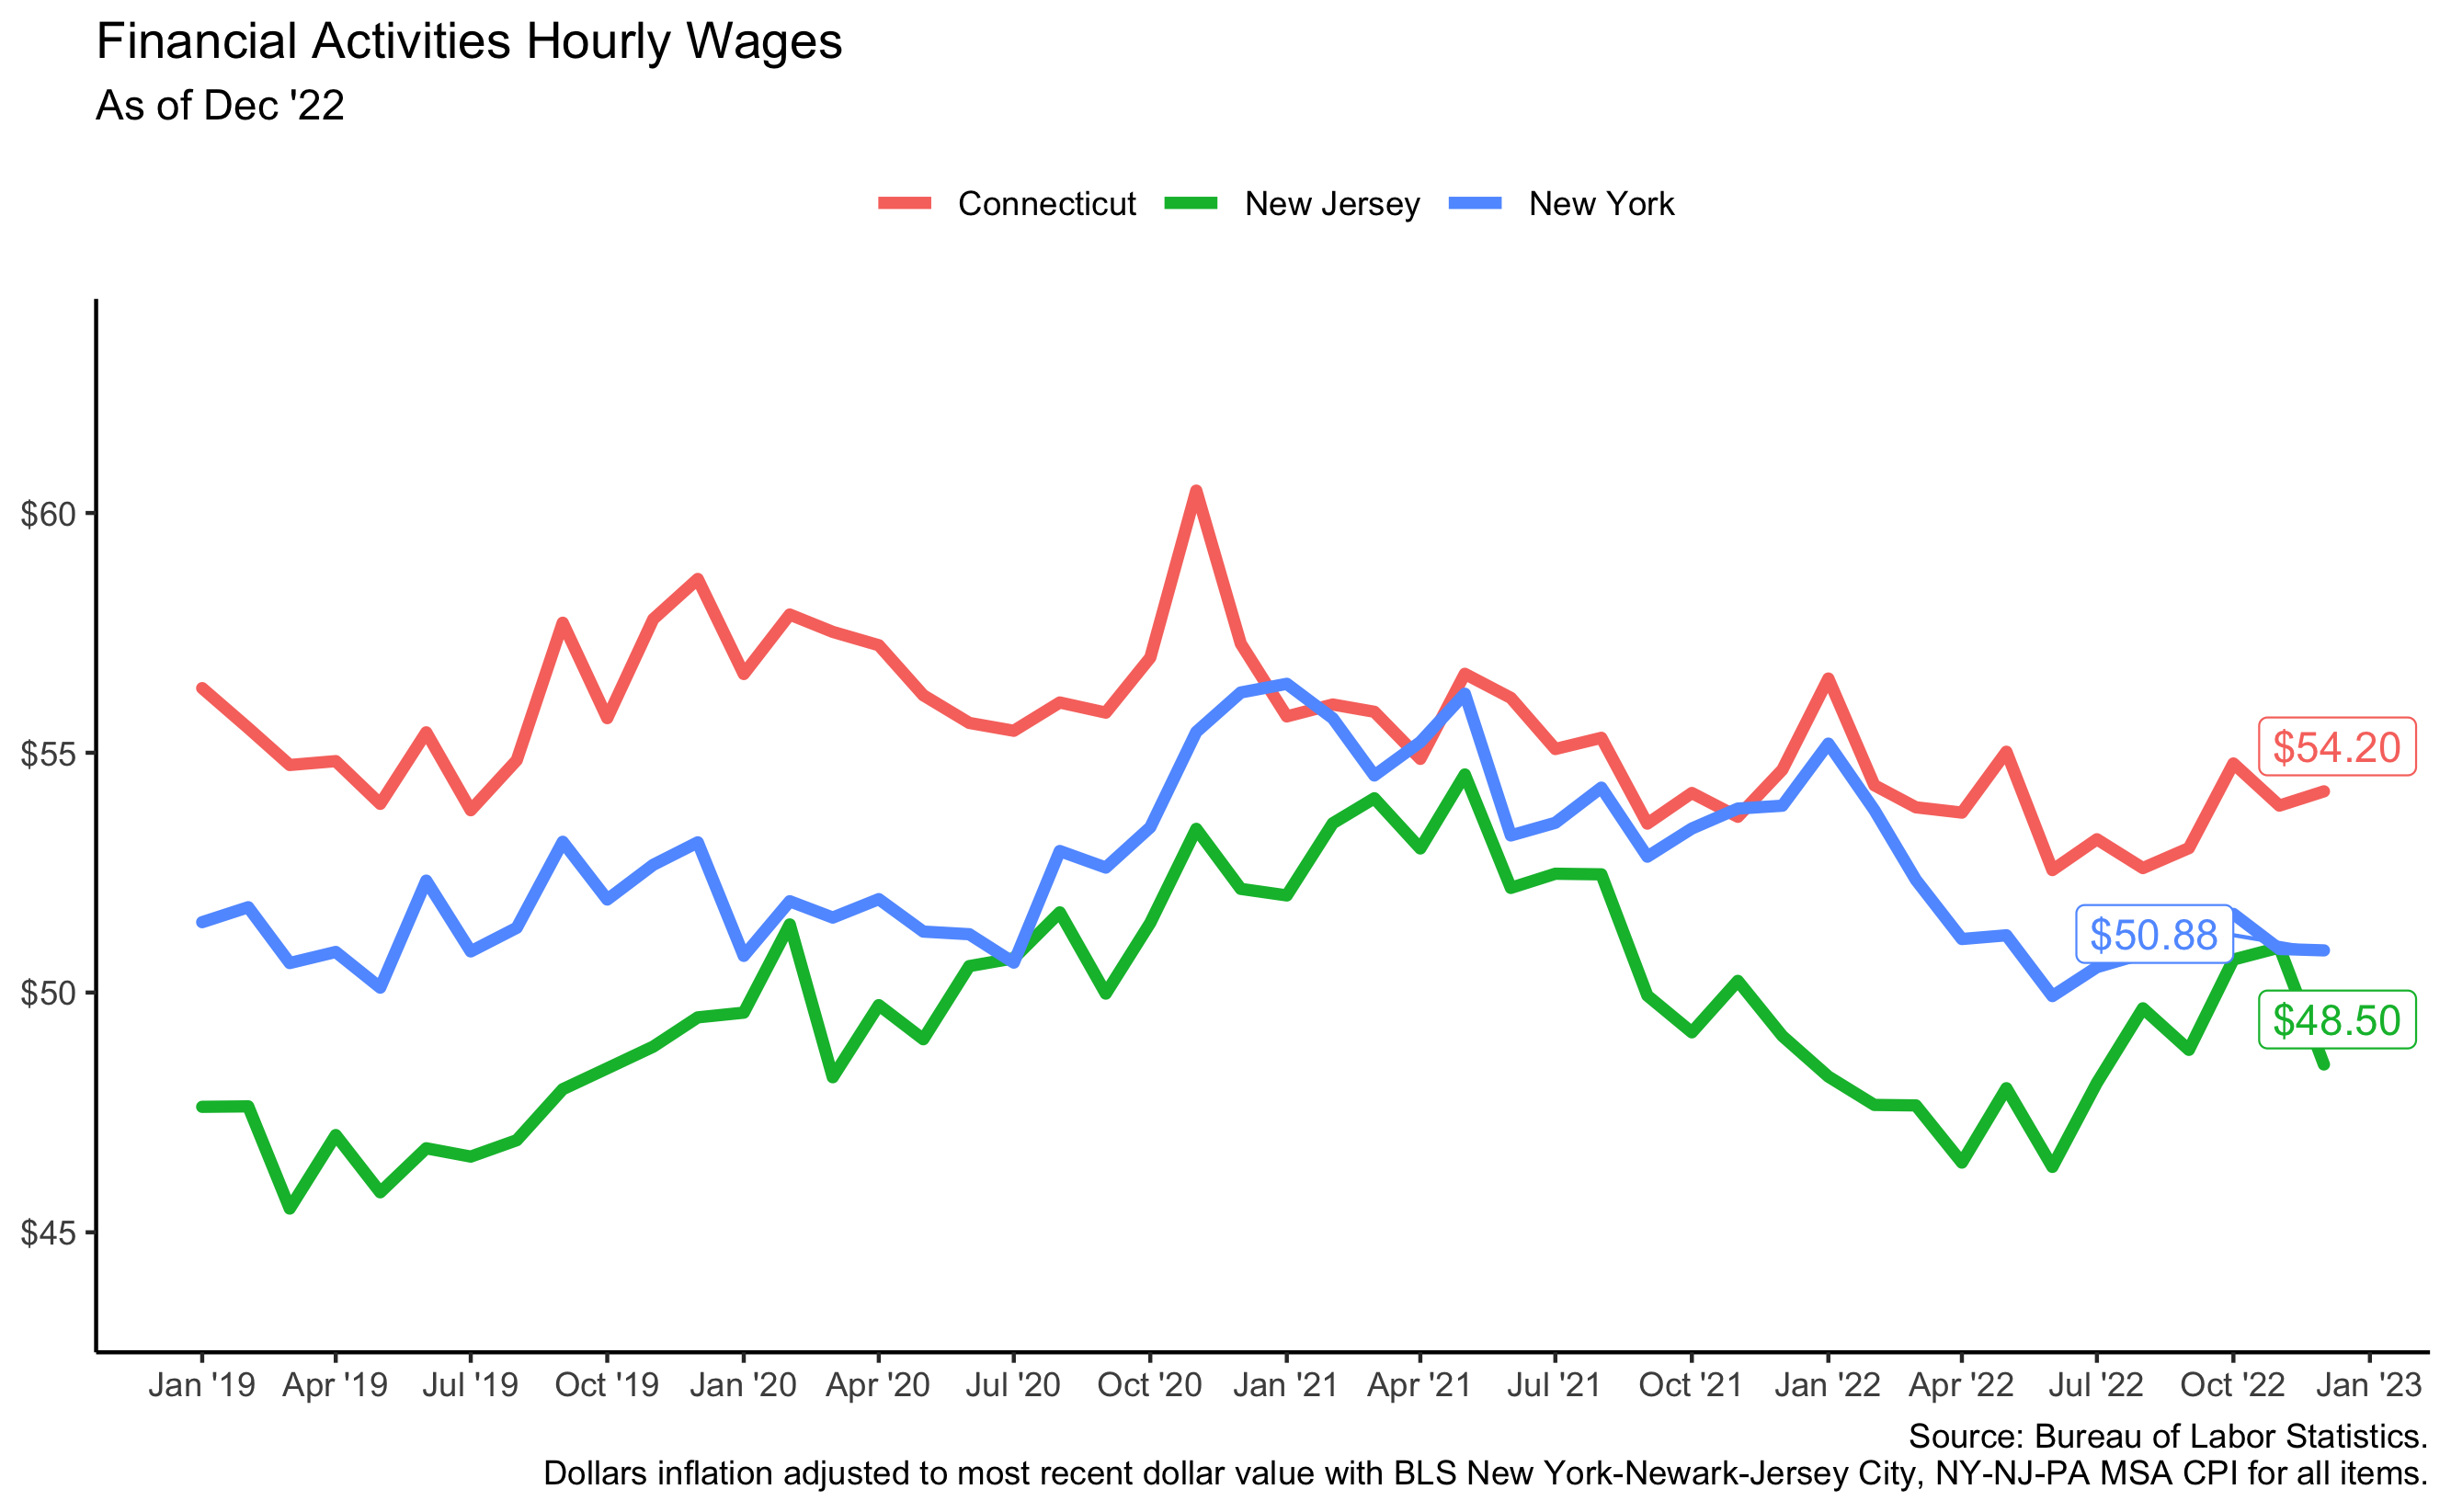 Financial Activities Hourly Wages
As of Dec '22
Connecticut New Jersey New York
$60
$55
$50
$45
$54.20
$50.88
$48.50
Jan '19 Apr '19 Jul '19 Oct '19 Jan '20 Apr '20 Jul '20 Oct '20 Jan '21 Apr '21 Jul '21 Oct '21 Jan '22 Apr '22 Jul '22 Oct '22 Jan '23
Source: Bureau of Labor Statistics.
Dollars inflation adjusted to most recent dollar value with BLS New York-Newark-Jersey City, NY-NJ-PA MSA CPI for all items.